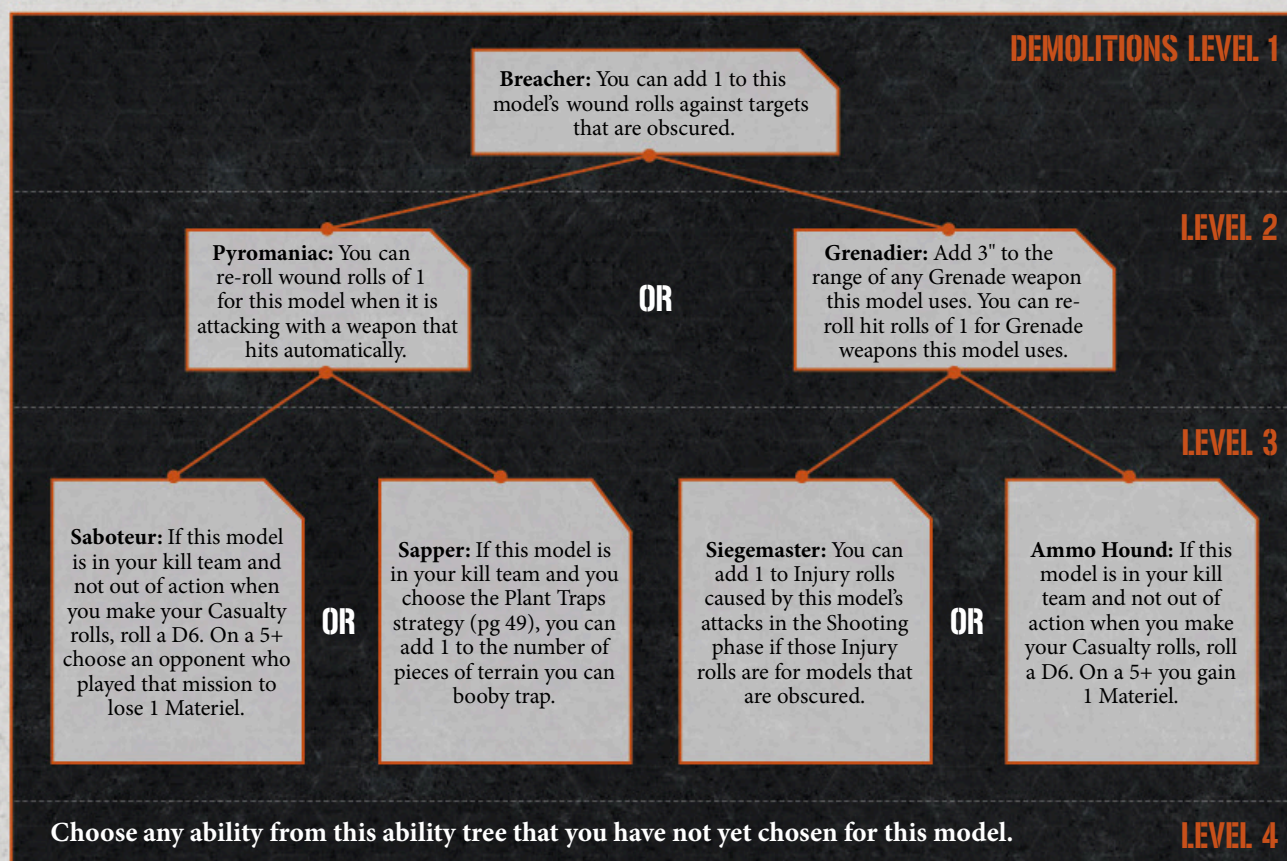 DEMOLITIONS LEVEL 1
Breacher: You can add 1 to this
model's wound rolls against targets
that are obscured.
LEVEL 2
Pyromaniac: You can
re-roll wound rolls of 1
for this model when it is
attacking with a weapon that
hits automatically.
OR
Grenadier: Add 3" to the
range of any Grenade weapon
this model uses. You can re-
roll hit rolls of 1 for Grenade
weapons this model uses.
LEVEL 3
Saboteur: If this model
is in your kill team and
not out of action when
you make your Casualty
rolls, roll a D6. On a 5+
choose an opponent who
played that mission to
lose 1 Materiel.
OR
Sapper: If this model is
in your kill team and you
choose the Plant Traps
strategy (pg 49), you can
add 1 to the number of
pieces of terrain you can
booby trap.
Siegemaster: You can
add 1 to Injury rolls
caused by this model's
attacks in the Shooting
phase if those Injury
rolls are for models that
are obscured.
OR
Ammo Hound: If this
model is in your kill
team and not out of
action when you make
your Casualty rolls, roll
a D6. On a 5+ you gain
1 Materiel.
Choose any ability from this ability tree that you have not yet chosen for this model.
LEVEL 4